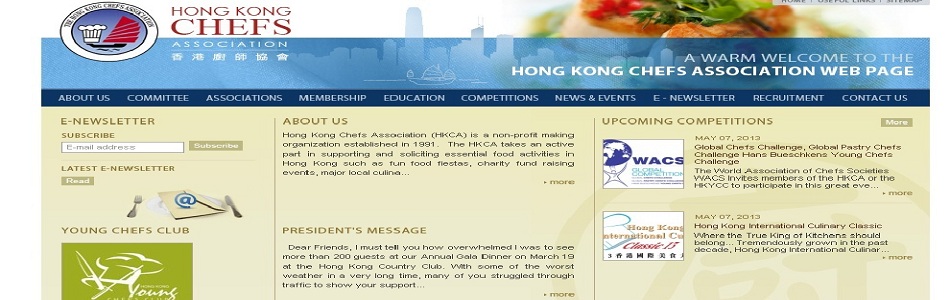 HOME | USEFUL LINKS | SITEMAP
THE HONG KONG CHEFS ASSOCIATION
HONG KONG
CHEFS
ASSOCIATION
香港廚師協會
A WARM WELCOME TO THE
HONG KONG CHEFS ASSOCIATION WEB PAGE
ABOUT US COMMITTEE ASSOCIATIONS MEMBERSHIP EDUCATION COMPETITIONS NEWS & EVENTS E - NEWSLETTER RECRUITMENT CONTACT US
E-NEWSLETTER
SUBSCRIBE
E-mail address Subscribe
LATEST E-NEWSLETTER
Read
@
YOUNG CHEFS CLUB
HONG KONG
Young
ABOUT US
Hong Kong Chefs Association (HKCA) is a non-profit making
organization established in 1991. The HKCA takes an active
part in supporting and soliciting essential food activities in
Hong Kong such as fun food fiestas, charity fund raising
events, major local culina...
more
PRESIDENT'S MESSAGE
Dear Friends, I must tell you how overwhelmed I was to see
more than 200 guests at our Annual Gala Dinner on March 19
at the Hong Kong Country Club. With some of the worst
weather in a very long time, many of you struggled through
traffic to show your support...
more
UPCOMING COMPETITIONS
More
WACS
GLOBAL
COMPETITION
MAY 07, 2013
Global Chefs Challenge, Global Pastry Chefs
Challenge Hans Bueschkens Young Chefs
Challenge
The World Association of Chefs Societies
WACS invites members of the HKCA or the
HKYCC to participate in this great eve...
more
Hong Kong
International Cu
Classic 13
3 香港國際美食
MAY 07, 2013
Hong Kong International Culinary Classic
Where the True King of Kitchens should
belong... Tremendously grown in the past
decade, Hong Kong Internation...
more